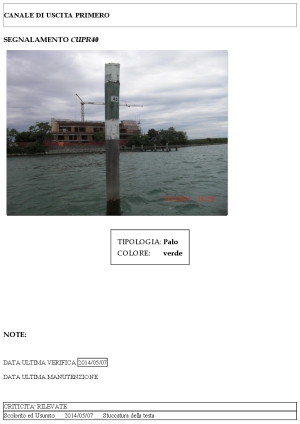 CANALE DI USCITA PRIMERO
SEGNALAMENTO CUPR40
TIPOLOGIA: Palo
COLORE: verde
NOTE:
DATA ULTIMA VERIFICA 2014/05/07
DATA ULTIMA MANUTENZIONE
CRITICITA' RILEVATE
Scolorito ed Usurato 2014/05/07 Stuccatura della testa